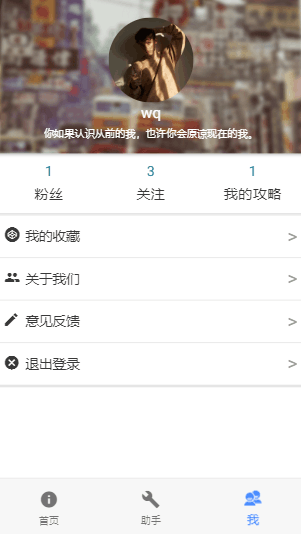 wq
你如果认识从前的我，也许你会原谅现在的我。
1 3 1
粉丝 关注 我的攻略
我的收藏 >
关于我们 >
意见反馈 >
退出登录 >
首页 助手 我